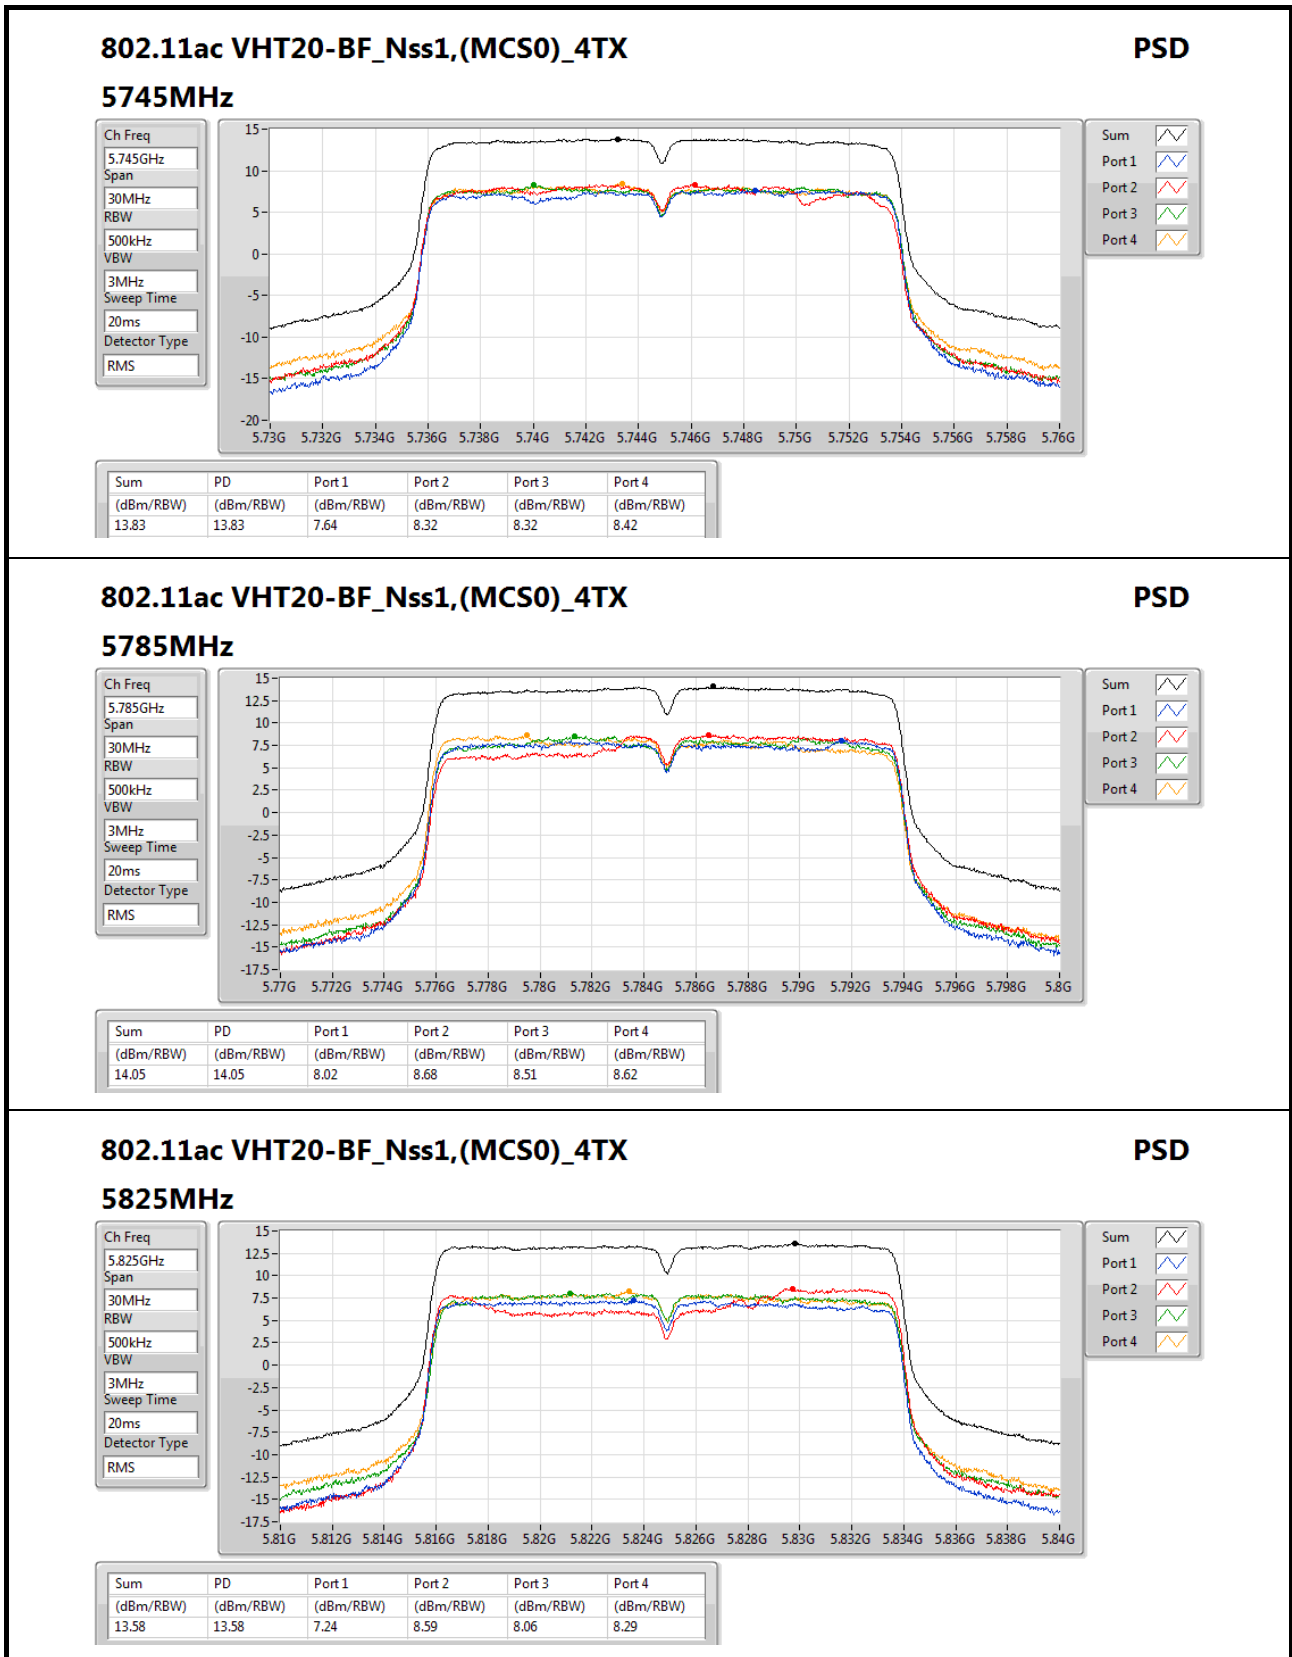 802.11ac VHT20-BF_Nss1,(MCS0)_4TX PSD
5745MHz
Ch Freq
5.745GHz
Span
30MHz
RBW
500kHz
VBW
3MHz
Sweep Time
20ms
Detector Type
RMS
15
10
5
0
-5
-10
-15
-20
5.73G 5.732G 5.734G 5.736G 5.738G 5.74G 5.742G 5.744G 5.746G 5.748G 5.75G 5.752G 5.754G 5.756G 5.758G 5.76G
Sum
Port 1
Port 2
Port 3
Port 4
Sum PD Port 1 Port 2 Port 3 Port 4
(dBm/RBW) (dBm/RBW) (dBm/RBW) (dBm/RBW) (dBm/RBW) (dBm/RBW)
13.83 13.83 7.64 8.32 8.32 8.42
802.11ac VHT20-BF_Nss1,(MCS0)_4TX PSD
5785MHz
Ch Freq
5.785GHz
Span
30MHz
RBW
500kHz
VBW
3MHz
Sweep Time
20ms
Detector Type
RMS
15
12.5
10
7.5
5
2.5
0
-2.5
-5
-7.5
-10
-12.5
-15
-17.5
5.77G 5.772G 5.774G 5.776G 5.778G 5.78G 5.782G 5.784G 5.786G 5.788G 5.79G 5.792G 5.794G 5.796G 5.798G 5.8G
Sum
Port 1
Port 2
Port 3
Port 4
Sum PD Port 1 Port 2 Port 3 Port 4
(dBm/RBW) (dBm/RBW) (dBm/RBW) (dBm/RBW) (dBm/RBW) (dBm/RBW)
14.05 14.05 8.02 8.68 8.51 8.62
802.11ac VHT20-BF_Nss1,(MCS0)_4TX PSD
5825MHz
Ch Freq
5.825GHz
Span
30MHz
RBW
500kHz
VBW
3MHz
Sweep Time
20ms
Detector Type
RMS
15
12.5
10
7.5
5
2.5
0
-2.5
-5
-7.5
-10
-12.5
-15
-17.5
5.81G 5.812G 5.814G 5.816G 5.818G 5.82G 5.822G 5.824G 5.826G 5.828G 5.83G 5.832G 5.834G 5.836G 5.838G 5.84G
Sum
Port 1
Port 2
Port 3
Port 4
Sum PD Port 1 Port 2 Port 3 Port 4
(dBm/RBW) (dBm/RBW) (dBm/RBW) (dBm/RBW) (dBm/RBW) (dBm/RBW)
13.58 13.58 7.24 8.59 8.06 8.29